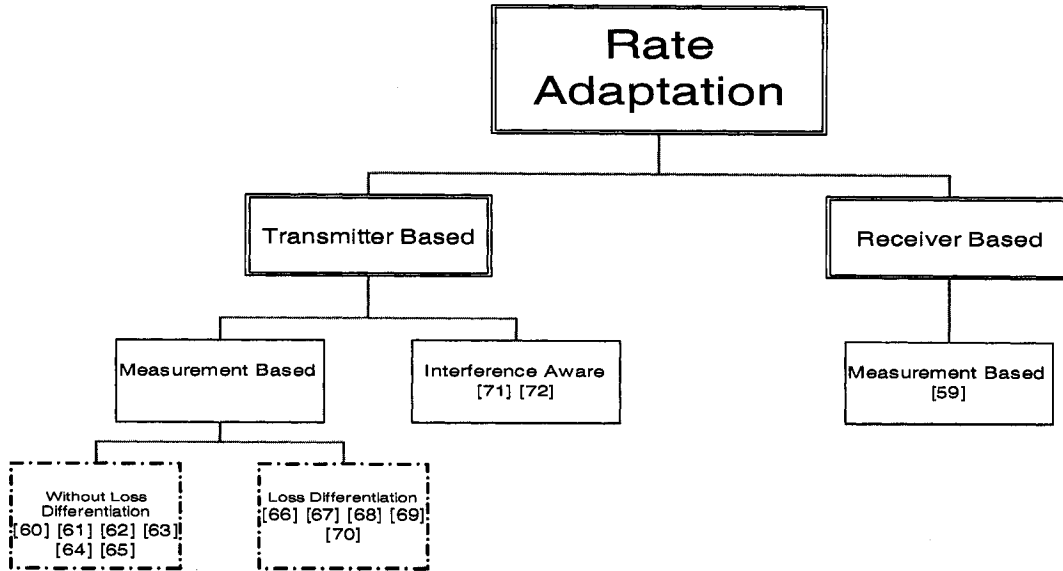 Rate
Adaptation
Transmitter Based
Receiver Based
Measurement Based
Interference Aware
[71] [72]
Measurement Based
[59]
Without Loss
Differentiation
[60] [61] [62] [63]
[64] [65]
Loss Differentiation
[66] [67] [68] [69]
[70]